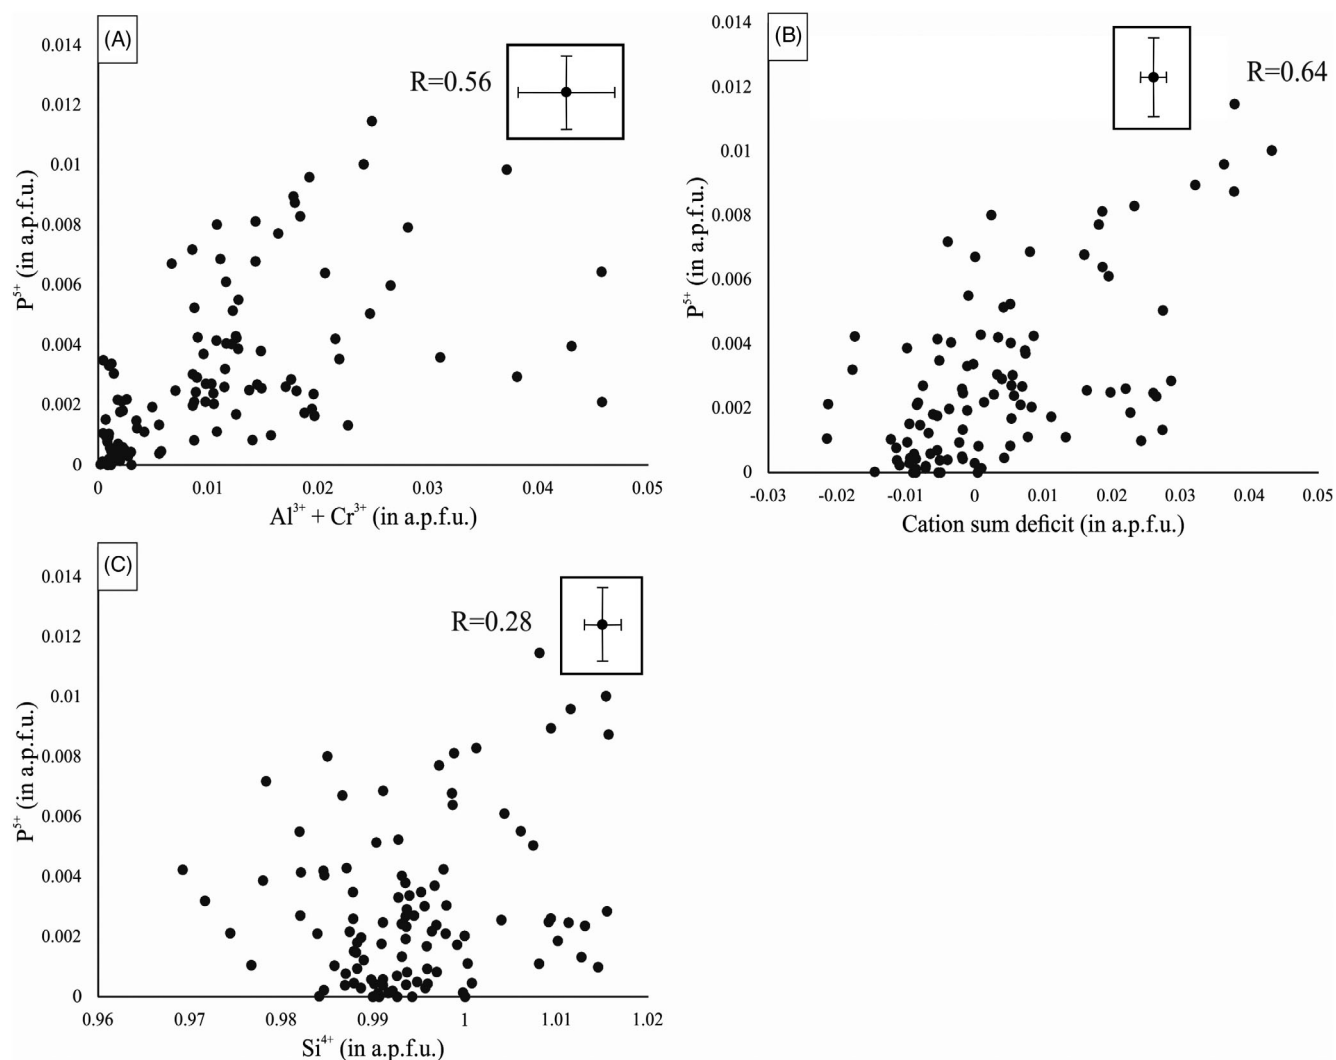 (A)
R=0.56
0.014
0.012
0.01
0.008
0.006
0.004
0.002
0
P⁵⁺ (in a.p.f.u.)
0 0.01 0.02 0.03 0.04 0.05
Al³⁺ + Cr³⁺ (in a.p.f.u.)
(B)
R=0.64
0.014
0.012
0.01
0.008
0.006
0.004
0.002
0
P⁵⁺ (in a.p.f.u.)
-0.03 -0.02 -0.01 0 0.01 0.02 0.03 0.04 0.05
Cation sum deficit (in a.p.f.u.)
(C)
R=0.28
0.014
0.012
0.01
0.008
0.006
0.004
0.002
0
P⁵⁺ (in a.p.f.u.)
0.96 0.97 0.98 0.99 1 1.01 1.02
Si⁴⁺ (in a.p.f.u.)